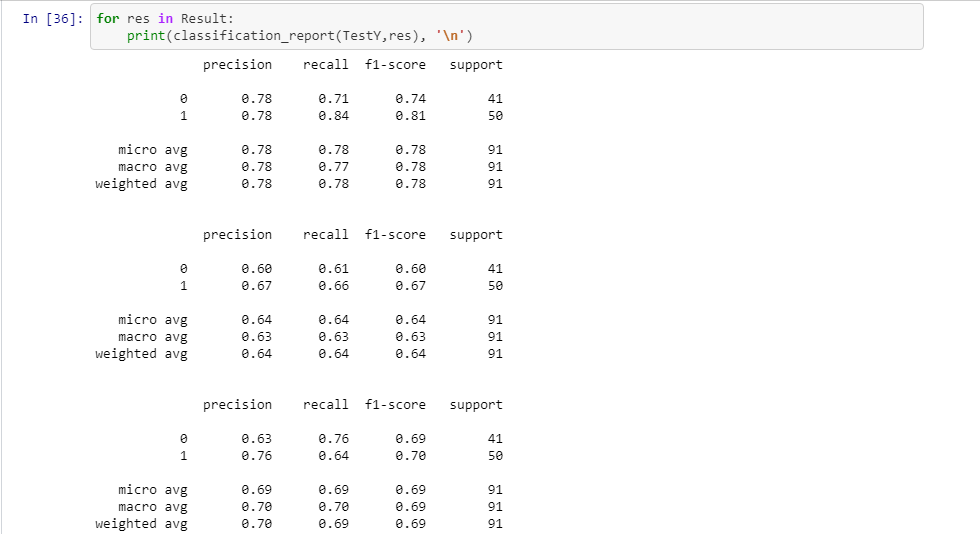 In [36]: for res in Result:
print(classification_report(TestY,res), '\n')
precision recall f1-score support
0 0.78 0.71 0.74 41
1 0.78 0.84 0.81 50
micro avg 0.78 0.78 0.78 91
macro avg 0.78 0.77 0.78 91
weighted avg 0.78 0.78 0.78 91
precision recall f1-score support
0 0.60 0.61 0.60 41
1 0.67 0.66 0.67 50
micro avg 0.64 0.64 0.64 91
macro avg 0.63 0.63 0.63 91
weighted avg 0.64 0.64 0.64 91
precision recall f1-score support
0 0.63 0.76 0.69 41
1 0.76 0.64 0.70 50
micro avg 0.69 0.69 0.69 91
macro avg 0.70 0.70 0.69 91
weighted avg 0.70 0.69 0.69 91